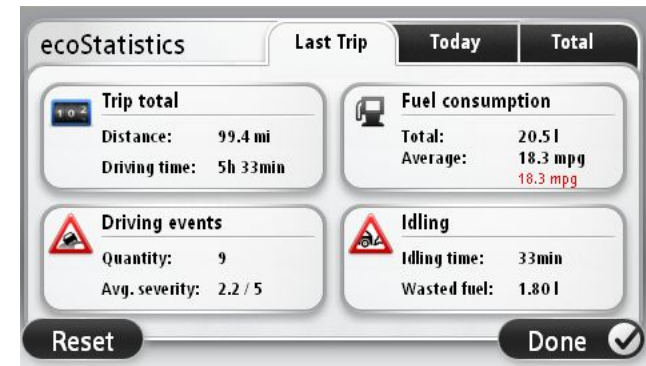 ecoStatistics
Last Trip
Today
Total
102
Trip total
Distance: 99.4 mi
Driving time: 5h 33min
Fuel consumption
Total: 20.5 l
Average: 18.3 mpg
18.3 mpg
Driving events
Quantity: 9
Avg. severity: 2.2 / 5
Idling
Idling time: 33min
Wasted fuel: 1.80 l
Reset
Done